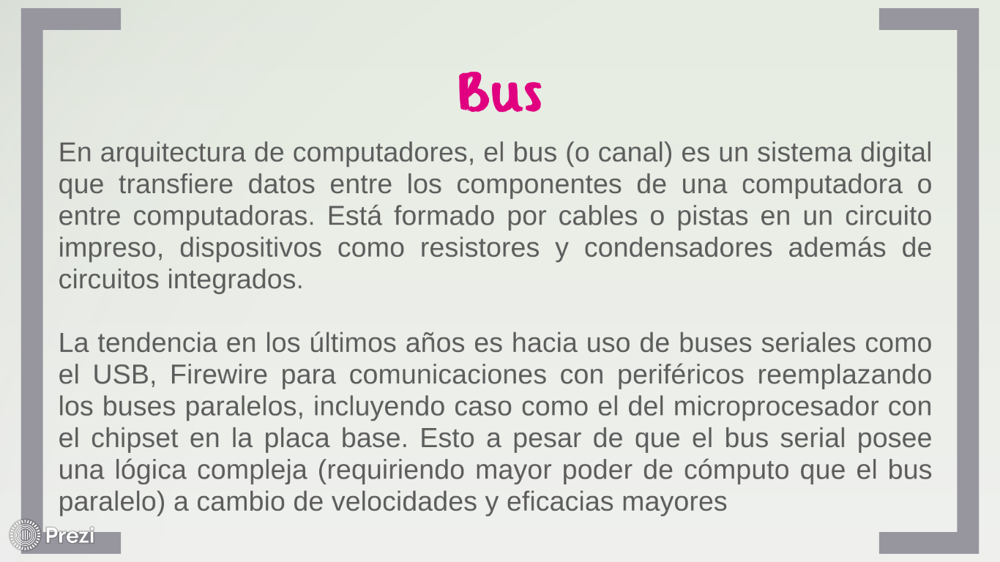 Bus
En arquitectura de computadores, el bus (o canal) es un sistema digital
que transfiere datos entre los componentes de una computadora o
entre computadoras. Está formado por cables o pistas en un circuito
impreso, dispositivos como resistores y condensadores además de
circuitos integrados.
La tendencia en los últimos años es hacia uso de buses seriales como
el USB, Firewire para comunicaciones con periféricos reemplazando
los buses paralelos, incluyendo caso como el del microprocesador con
el chipset en la placa base. Esto a pesar de que el bus serial posee
una lógica compleja (requiriendo mayor poder de cómputo que el bus
paralelo) a cambio de velocidades y eficacias mayores
Prezi